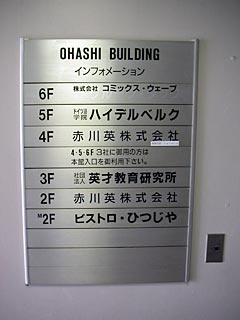 OHASHI BUILDING
インフォメーション
6F 株式会社 コミックス・ウェーブ
5F ドイツ語学院 ハイデルベルク
4F 赤川英株式会社
4・5・6F 3社に御用の方は
本館入口を御利用下さい。
3F 社団法人 英才教育研究所
2F 赤川英株式会社
M2F ビストロ・ひつじや